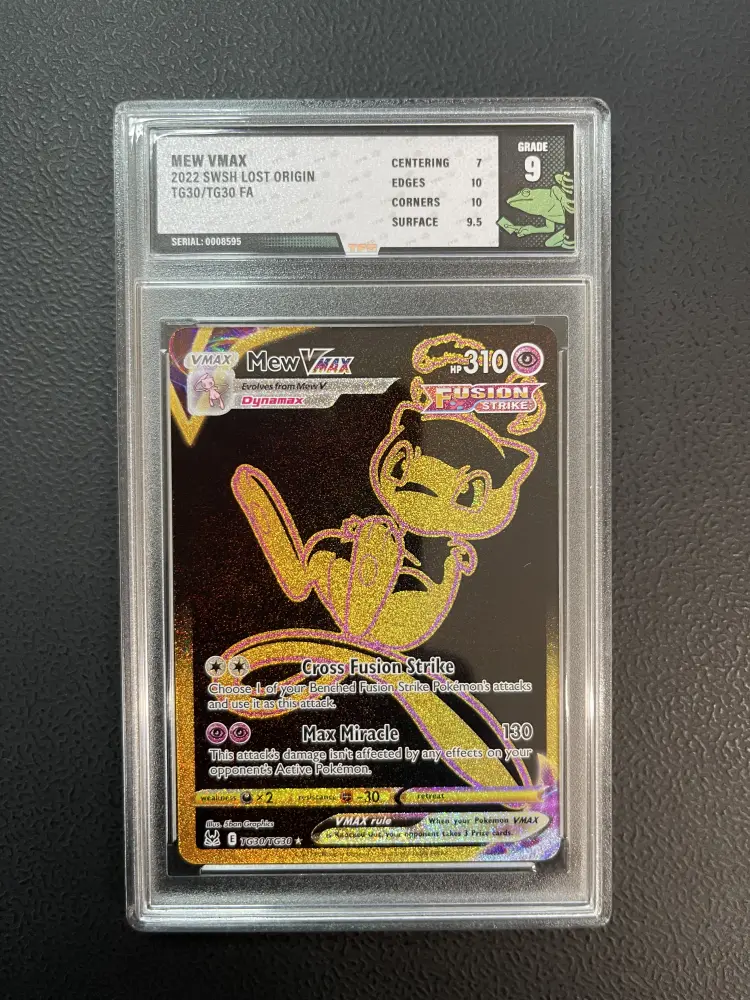 MEW VMAX
2022 SWSH LOST ORIGIN
TG30/TG30 FA
SERIAL: 0008595
CENTERING 7
EDGES 10
CORNERS 10
SURFACE 9.5
GRADE
9
VMAX
Mew VMAX
HP 310
Evolves from Mew V
Dynamax
FUSION
STRIKE
Cross Fusion Strike
Choose 1 of your Benched Fusion Strike Pokémon's attacks
and use it as this attack.
Max Miracle 130
This attack's damage isn't affected by any effects on your
opponent's Active Pokémon.
weakness ×2 resistance -30 retreat
Illus. 5ban Graphics
VMAX rule When your Pokémon VMAX
is Knocked Out, your opponent takes 3 Prize cards.
E TG30/TG30 ★